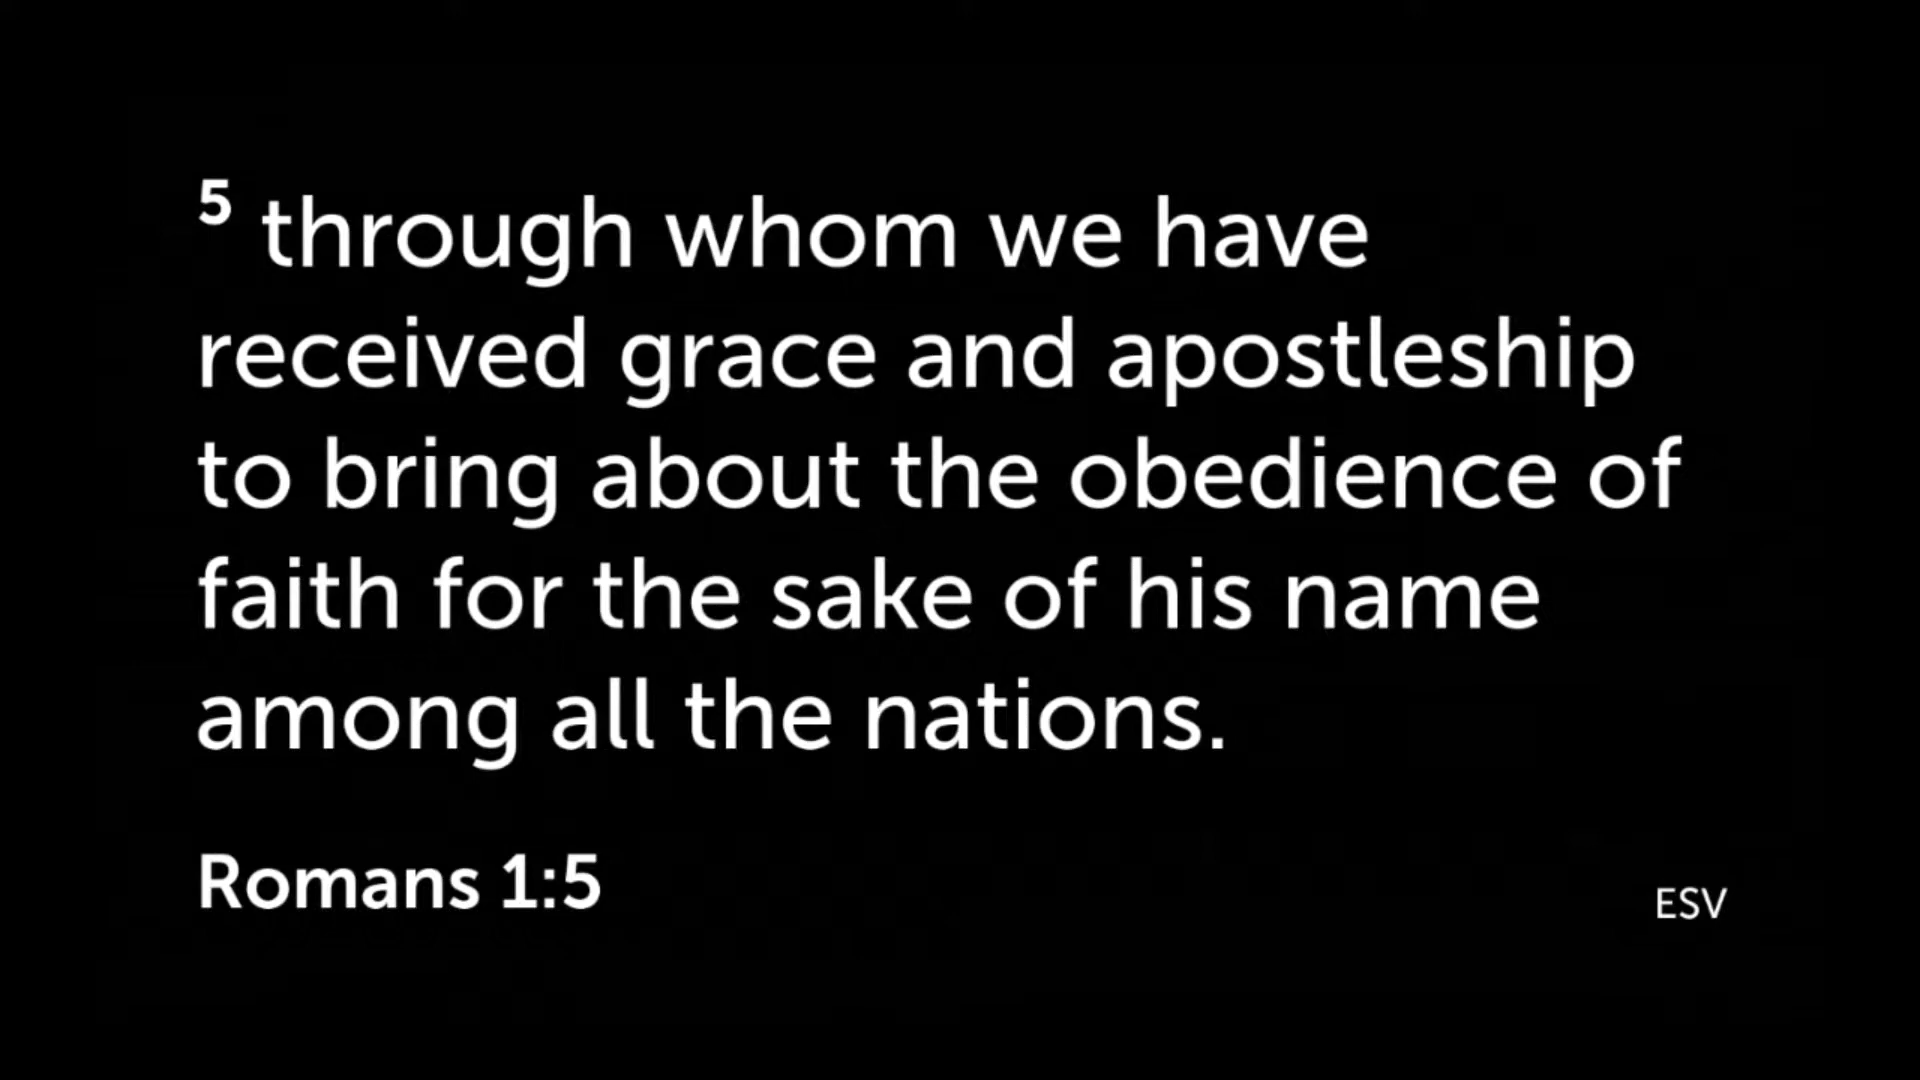 5 through whom we have
received grace and apostleship
to bring about the obedience of
faith for the sake of his name
among all the nations.
Romans 1:5
ESV